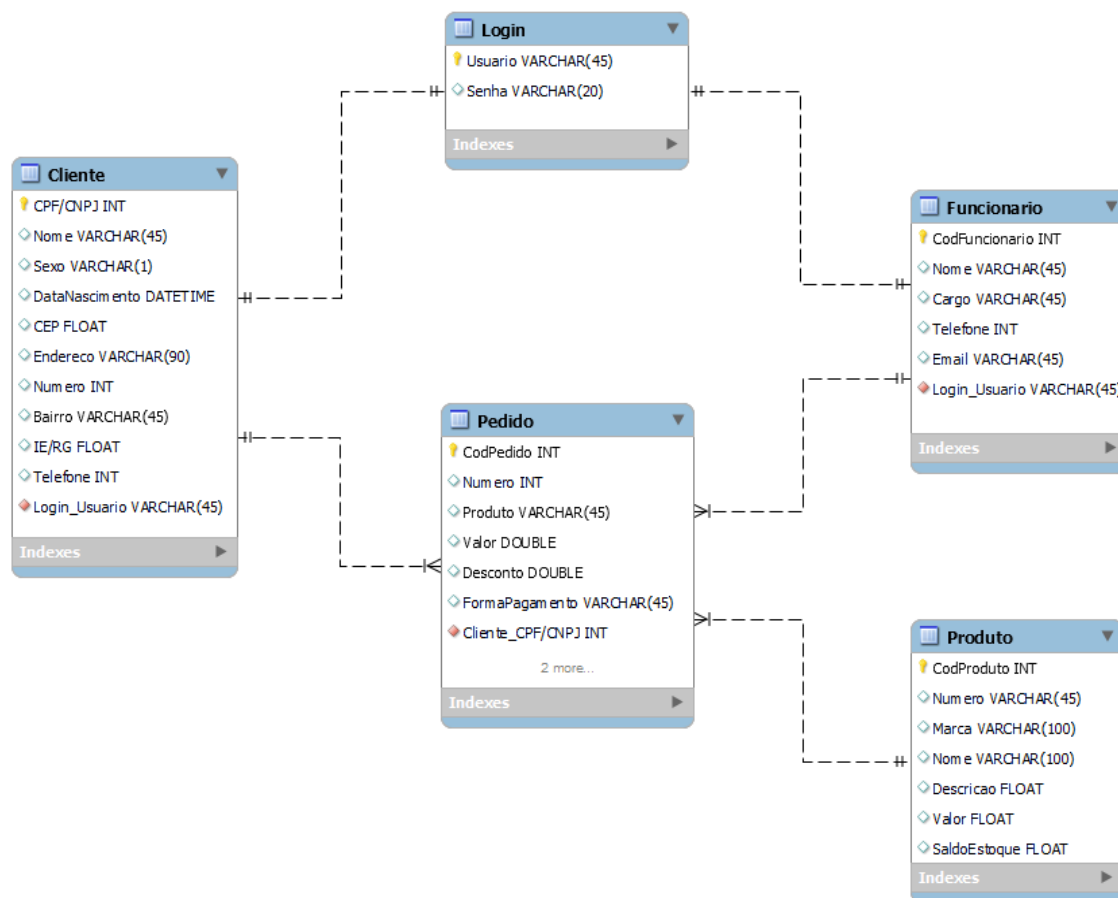 Login
Usuario VARCHAR(45)
Senha VARCHAR(20)
Indexes
Cliente
CPF/CNPJ INT
Nome VARCHAR(45)
Sexo VARCHAR(1)
DataNascimento DATETIME
CEP FLOAT
Endereco VARCHAR(90)
Numero INT
Bairro VARCHAR(45)
IE/RG FLOAT
Telefone INT
Login_Usuario VARCHAR(45)
Indexes
Funcionario
CodFuncionario INT
Nome VARCHAR(45)
Cargo VARCHAR(45)
Telefone INT
Email VARCHAR(45)
Login_Usuario VARCHAR(45)
Indexes
Pedido
CodPedido INT
Numero INT
Produto VARCHAR(45)
Valor DOUBLE
Desconto DOUBLE
FormaPagamento VARCHAR(45)
Cliente_CPF/CNPJ INT
2 more...
Indexes
Produto
CodProduto INT
Numero VARCHAR(45)
Marca VARCHAR(100)
Nome VARCHAR(100)
Descricao FLOAT
Valor FLOAT
SaldoEstoque FLOAT
Indexes